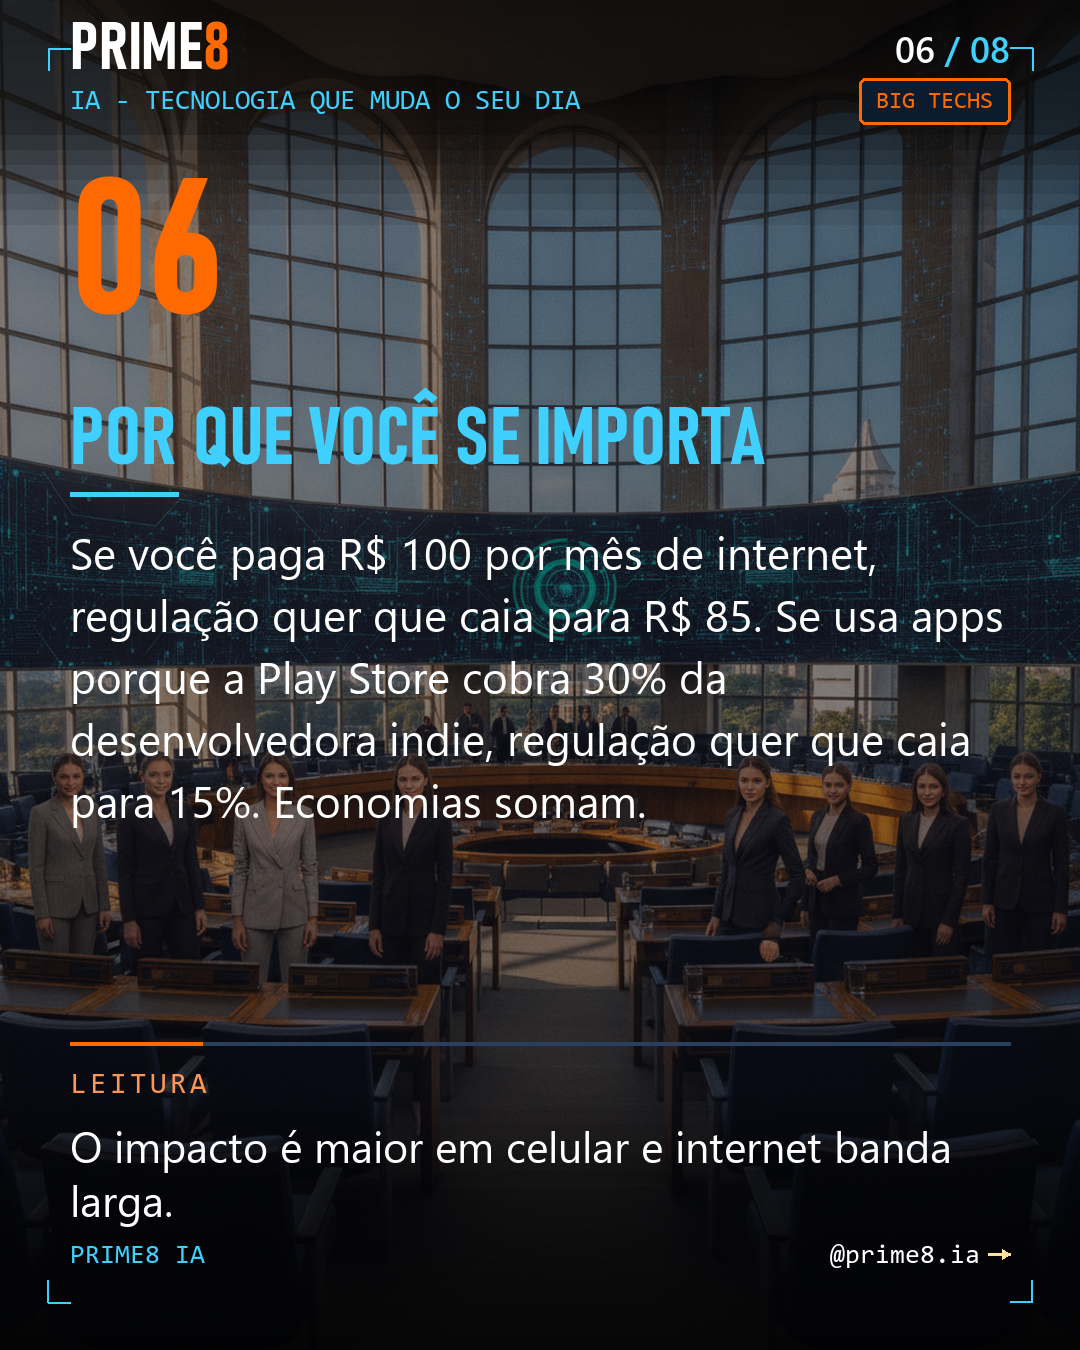 PRIME8
06 / 08
IA - TECNOLOGIA QUE MUDA O SEU DIA
BIG TECHS
06
POR QUE VOCÊ SE IMPORTA
Se você paga R$ 100 por mês de internet,
regulação quer que caia para R$ 85. Se usa apps
porque a Play Store cobra 30% da
desenvolvedora indie, regulação quer que caia
para 15%. Economias somam.
LEITURA
O impacto é maior em celular e internet banda
larga.
PRIME8 IA
@prime8.ia